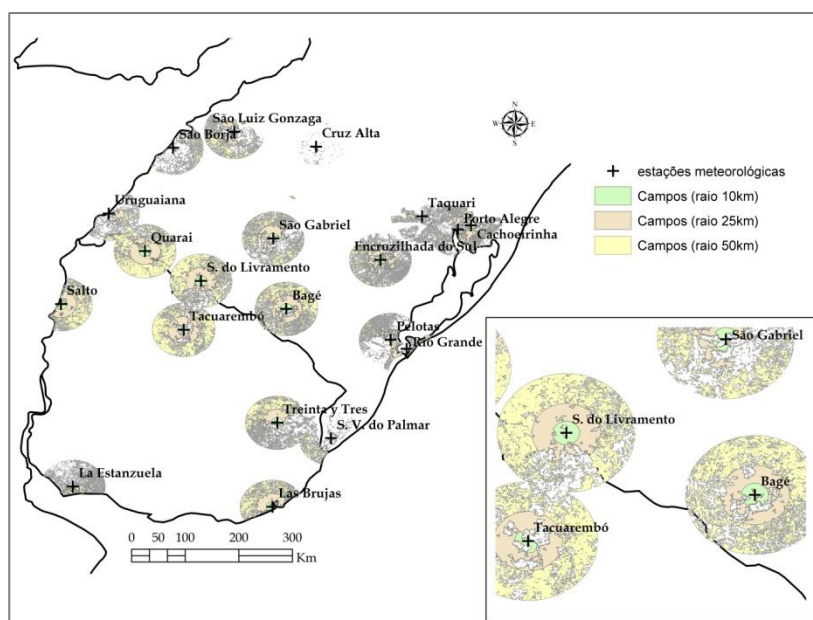 N
W E
S
São Luiz Gonzaga
São Borja
Cruz Alta
Uruguaiana
Taquari
Porto Alegre
Cachoeirinha
São Gabriel
Quarai
Encruzilhada do Sul
S. do Livramento
Salto
Bagé
Tacuarembó
Pelotas
Rio Grande
Treinta y Tres
S. V. do Palmar
La Estanzuela
Las Brujas
0 50 100 200 300
Km
estações meteorológicas
Campos (raio 10km)
Campos (raio 25km)
Campos (raio 50km)
São Gabriel
S. do Livramento
Bagé
Tacuarembó